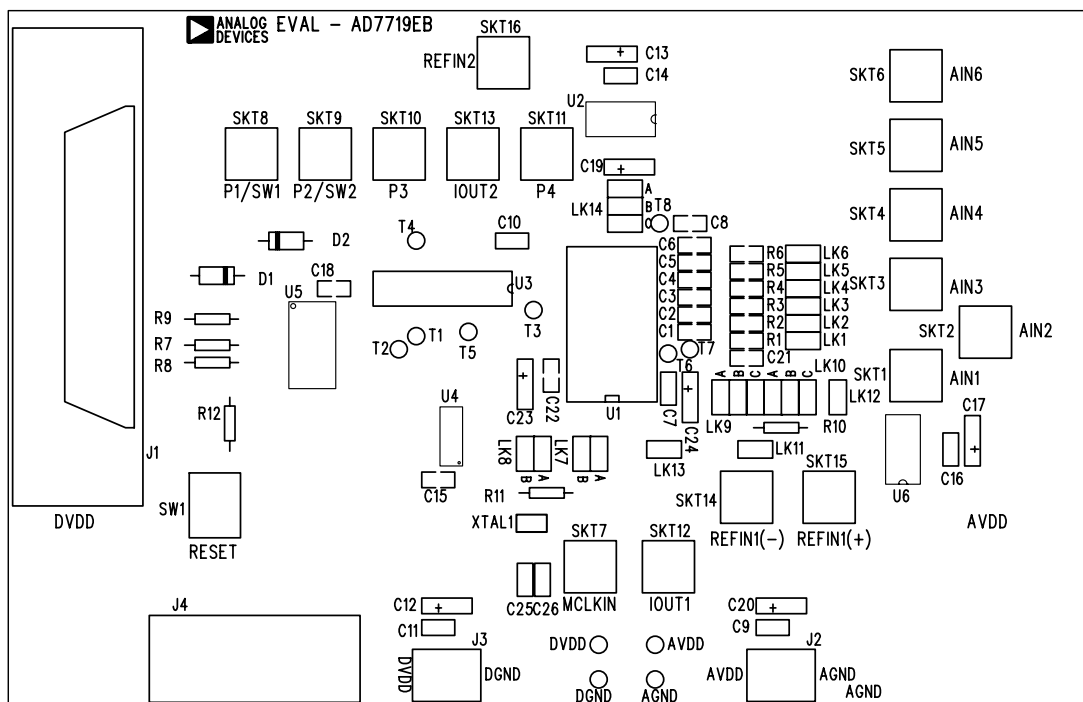 ANALOG DEVICES EVAL - AD7719EB
SKT16
REFIN2
C13
C14
U2
SKT6 AIN6
SKT8 SKT9 SKT10 SKT13 SKT11
P1/SW1 P2/SW2 P3 IOUT2 P4
SKT5 AIN5
C19
A
B
C
LK14
T8
C8
SKT4 AIN4
T4
C10
D2
D1
C18
U5
U3
T3
C6
C5
C4
C3
C2
C1
R6
R5
R4
R3
R2
R1
C21
LK6
LK5
LK4
LK3
LK2
LK1
SKT3 AIN3
SKT2 AIN2
R9
R7
R8
T1
T2
T5
T7
T6
SKT1 AIN1
R12
U4
C23
C22
U1
C7
C24
A B C A B C
LK10
LK12
LK9
R10
LK11
C17
C16
U6
AVDD
J1
DVDD
SW1
RESET
C15
LK8
B A
LK7
B A
LK13
R11
XTAL1
SKT14
REFIN1(-)
SKT15
REFIN1(+)
SKT7
MCLKIN
SKT12
IOUT1
C25 C26
J4
C12
C11
J3
DVDD DGND
DVDD AVDD
DGND AGND
C20
C9
J2
AVDD AGND
AGND